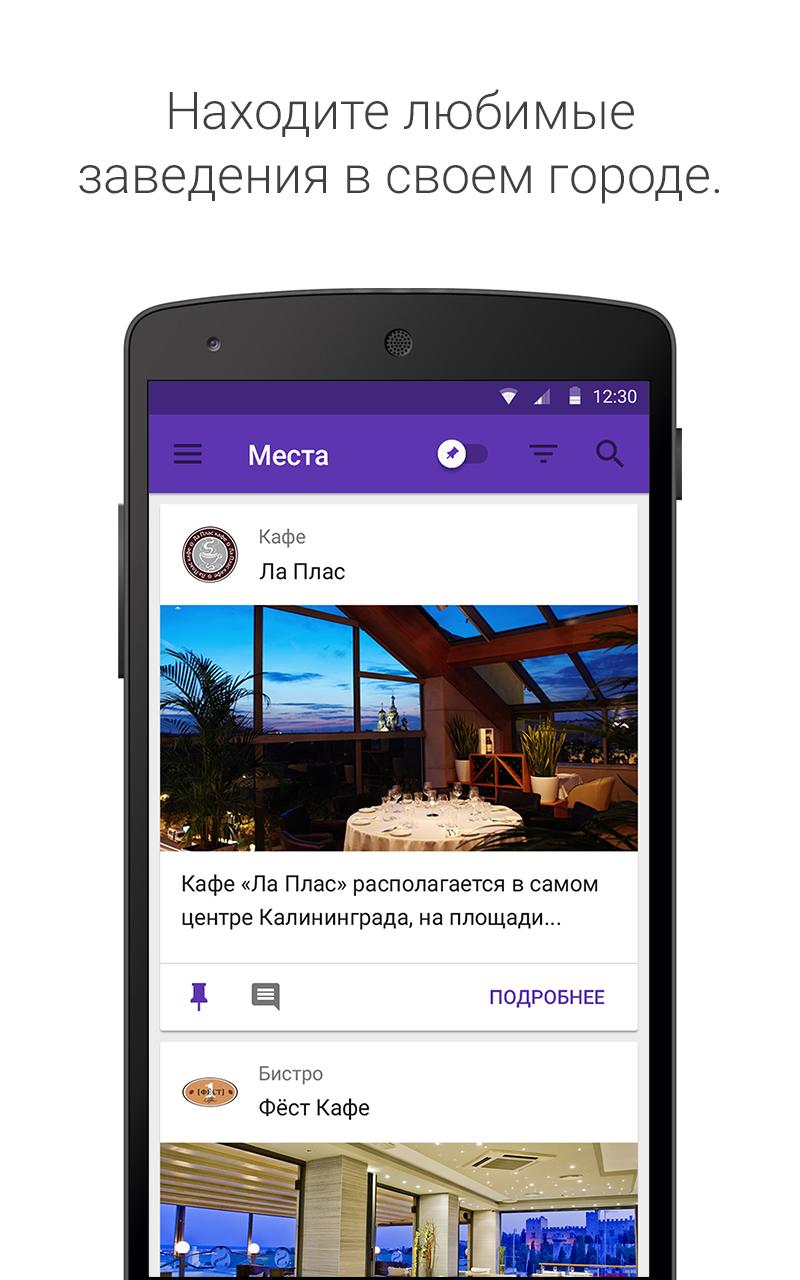 Находите любимые
заведения в своем городе.
12:30
Места
Кафе
Ла Плас
Кафе «Ла Плас» располагается в самом
центре Калининграда, на площади...
ПОДРОБНЕЕ
Бистро
[ФЁСТ]
Фёст Кафе